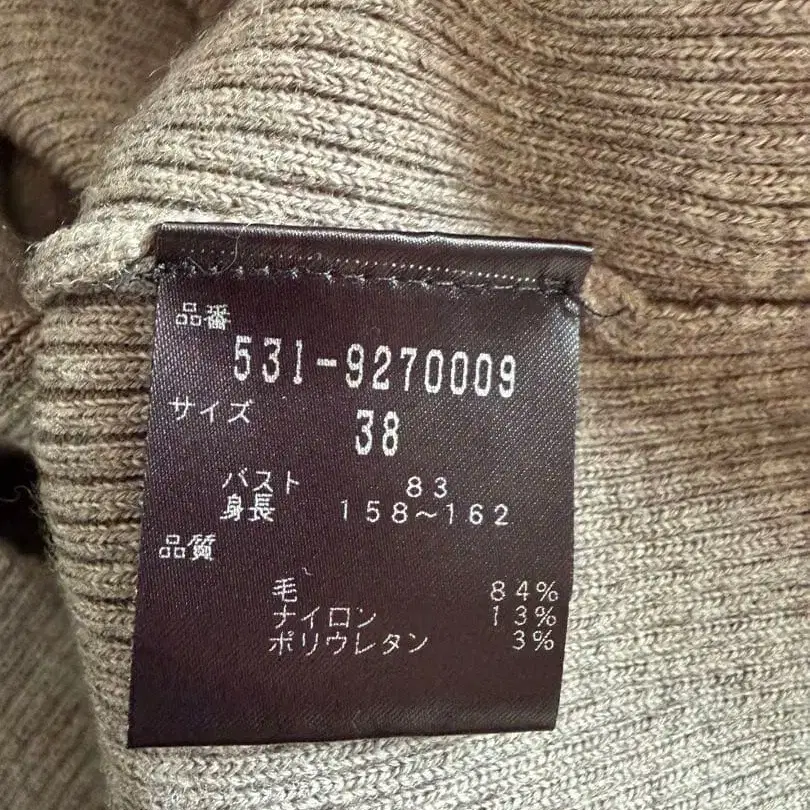 品番
531-9270009
サイズ
38
バスト 83
身長 158～162
品質
毛 84%
ナイロン 13%
ポリウレタン 3%